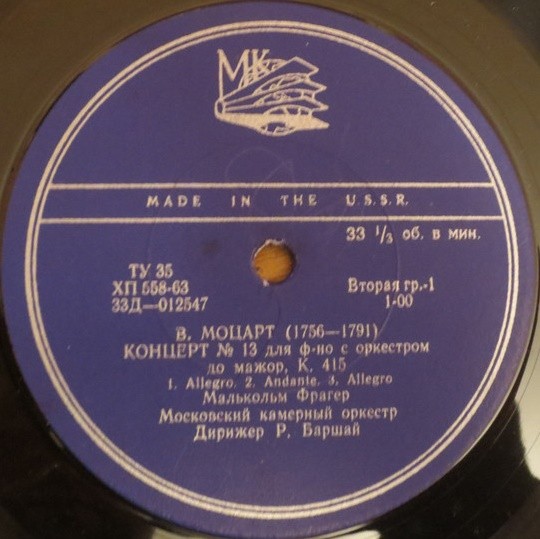 МК
MADE IN THE U.S.S.R.
33 ⅓ об. в мин.
ТУ 35
ХП 558-63
33Д—012547
Вторая гр.-1
1-00
В. МОЦАРТ (1756—1791)
КОНЦЕРТ № 13 для ф-но с оркестром
до мажор, К. 415
1. Allegro. 2. Andante. 3. Allegro
Малькольм Фрагер
Московский камерный оркестр
Дирижер Р. Баршай